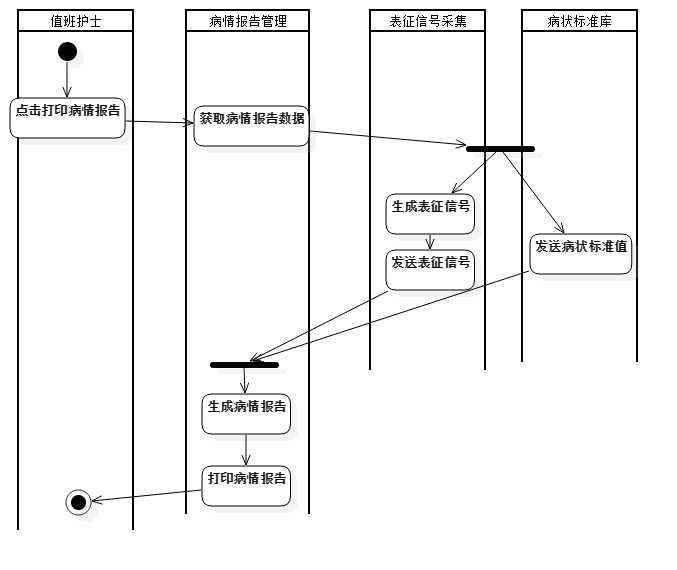 值班护士
病情报告管理
表征信号采集
病状标准库
点击打印病情报告
获取病情报告数据
生成表征信号
发送表征信号
发送病状标准值
生成病情报告
打印病情报告